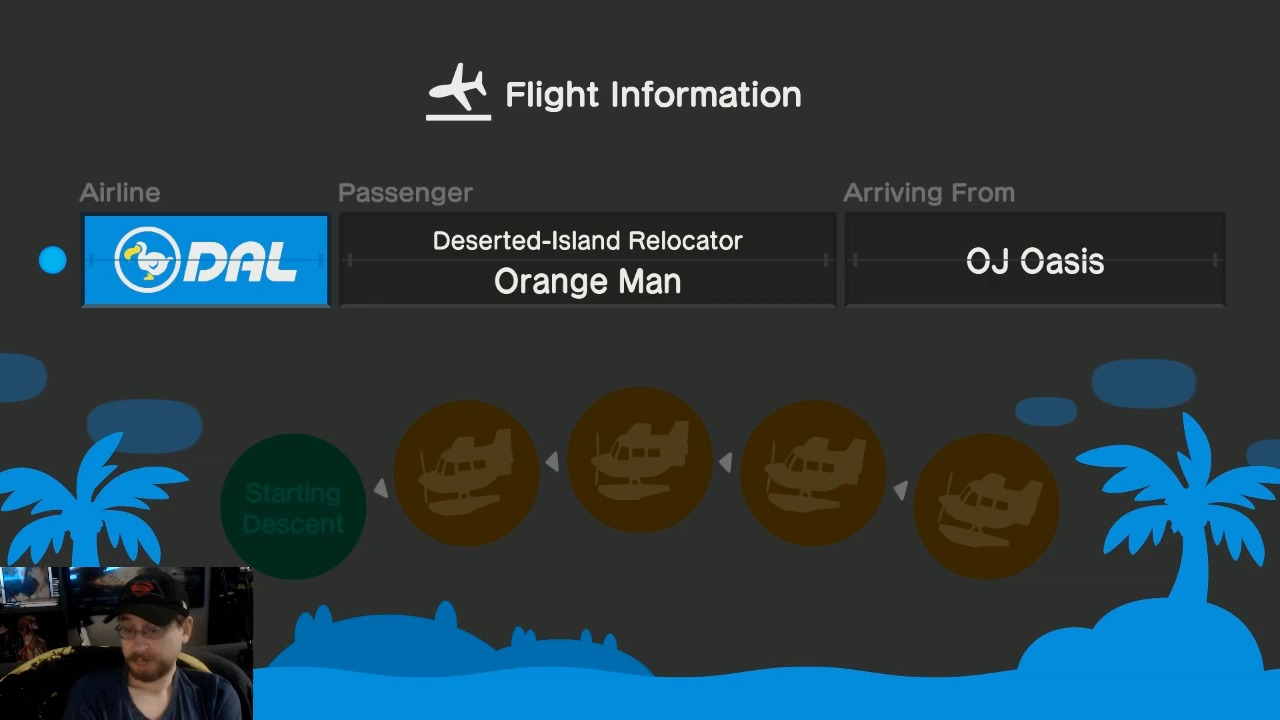 Flight Information
Airline
Passenger
Arriving From
DAL
Deserted-Island Relocator
Orange Man
OJ Oasis
Starting
Descent